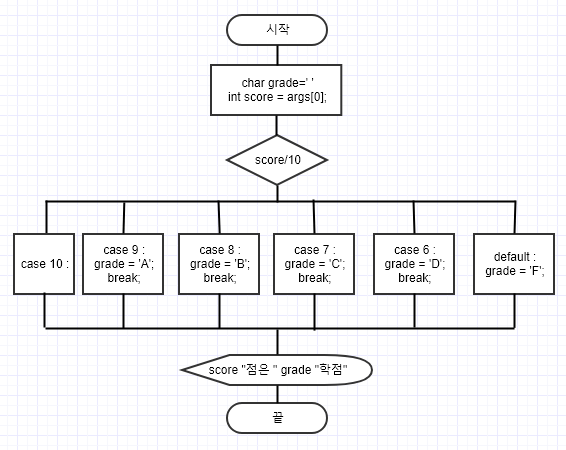 시작
char grade=' '
int score = args[0];
score/10
case 10 :
case 9 :
grade = 'A';
break;
case 8 :
grade = 'B';
break;
case 7 :
grade = 'C';
break;
case 6 :
grade = 'D';
break;
default :
grade = 'F';
score "점은 " grade "학점"
끝